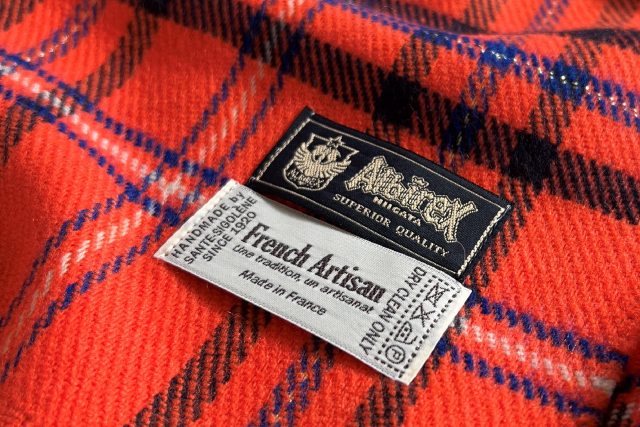 ALBIREX
Albirex
NIIGATA
SUPERIOR QUALITY
HANDMADE BY
SANTE-SIGOLENE
SINCE 1920
French Artisan
Une tradition, un artisanat
Made in France
DRY CLEAN ONLY
P